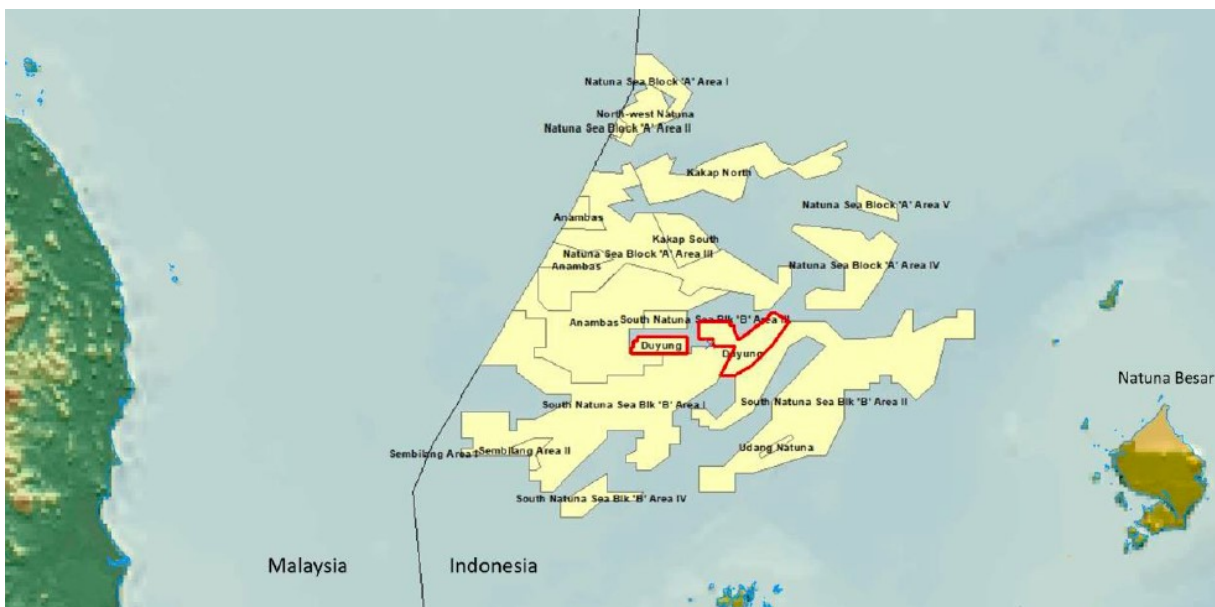 Natuna Sea Block 'A' Area I
North-west Natuna
Natuna Sea Block 'A' Area II
Kakap North
Natuna Sea Block 'A' Area V
Anambas
Kakap South
Natuna Sea Block 'A' Area III
Anambas
Natuna Sea Block 'A' Area IV
South Natuna Sea Blk 'B' Area III
Anambas
Duyung
Duyung
Natuna Besar
South Natuna Sea Blk 'B' Area I
South Natuna Sea Blk 'B' Area II
Udang Natuna
Sembilang Area I
Sembilang Area II
South Natuna Sea Blk 'B' Area IV
Malaysia
Indonesia